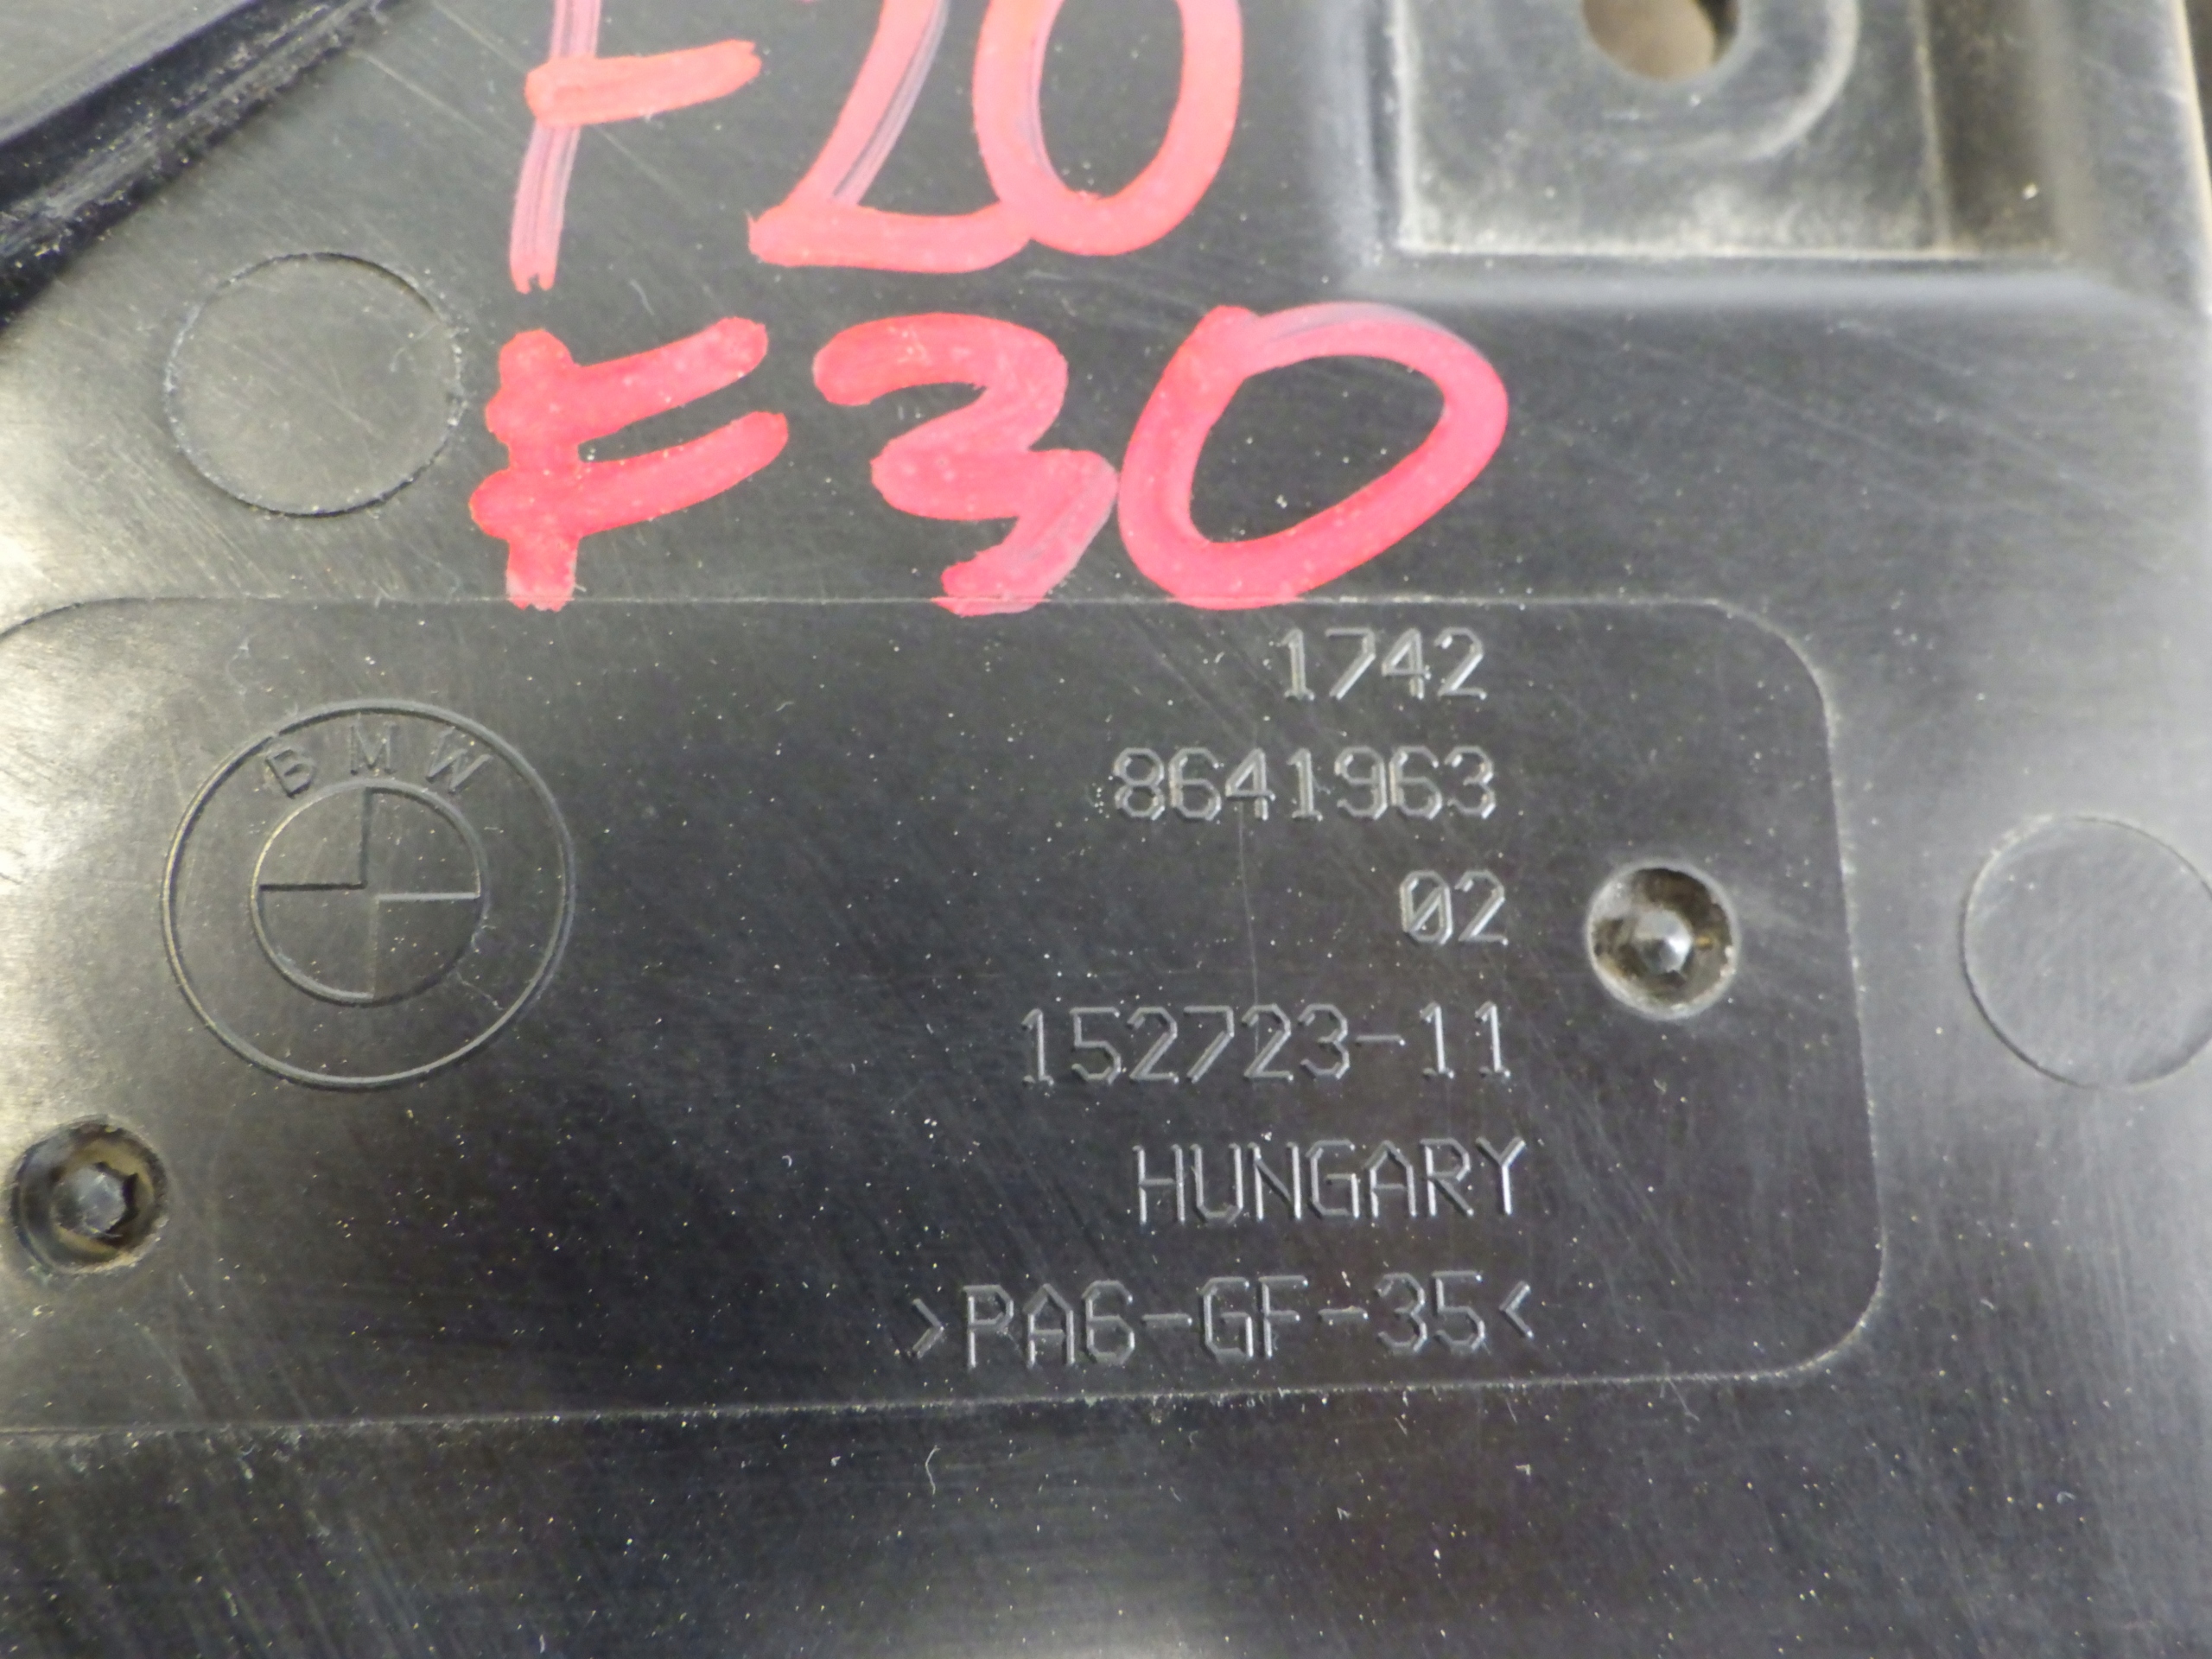 F20
F30
1742
BMW
8641963
02
152723-11
HUNGARY
>PA6-GF-35<